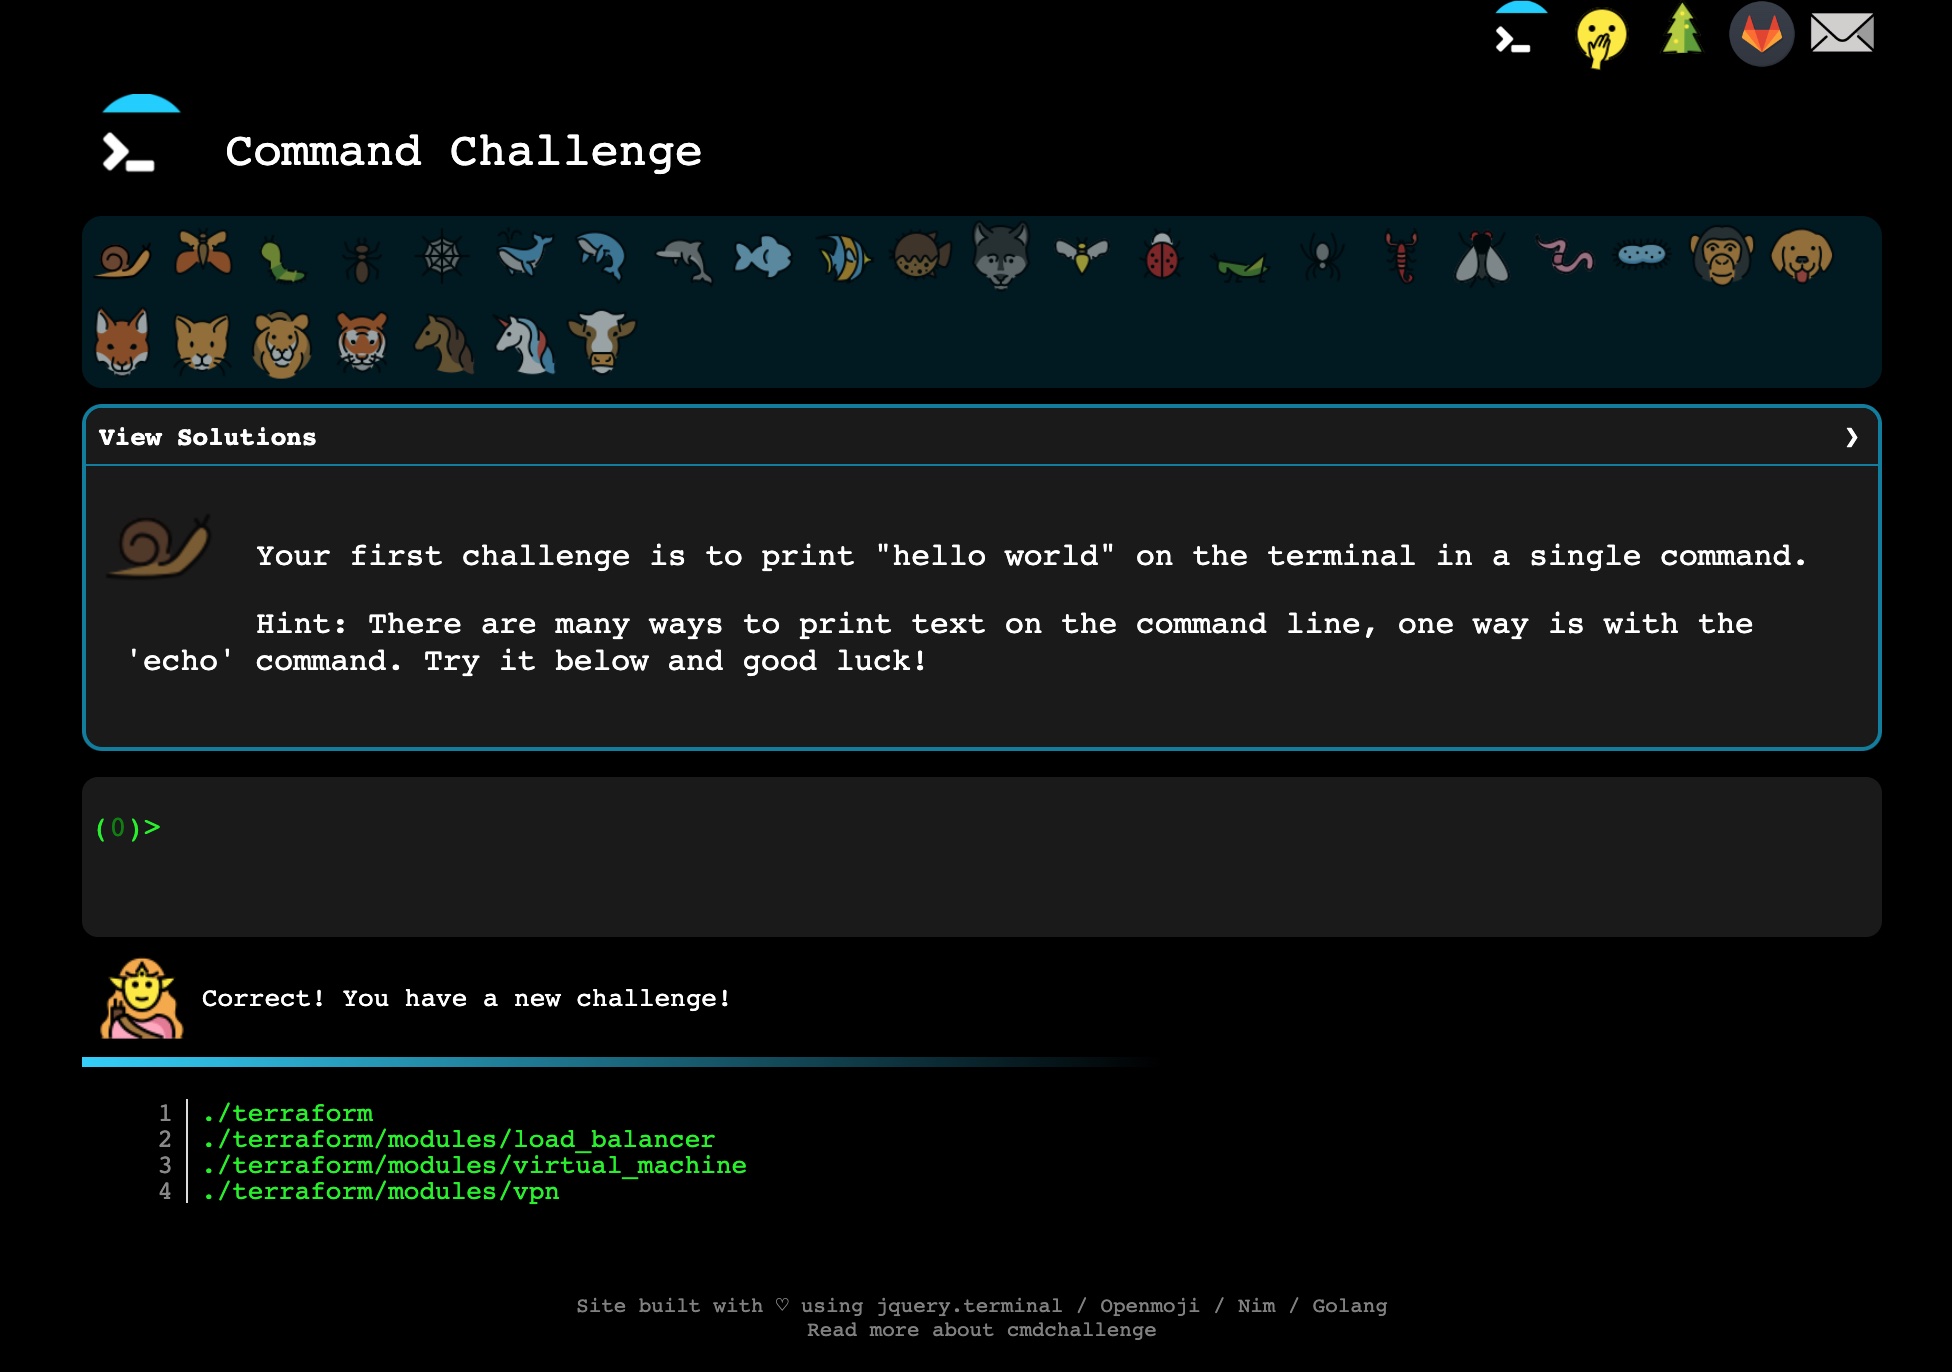 Command Challenge
View Solutions ❯
Your first challenge is to print "hello world" on the terminal in a single command.
Hint: There are many ways to print text on the command line, one way is with the
'echo' command. Try it below and good luck!
(0)>
Correct! You have a new challenge!
1 ./terraform
2 ./terraform/modules/load_balancer
3 ./terraform/modules/virtual_machine
4 ./terraform/modules/vpn
Site built with ♡ using jquery.terminal / Openmoji / Nim / Golang
Read more about cmdchallenge